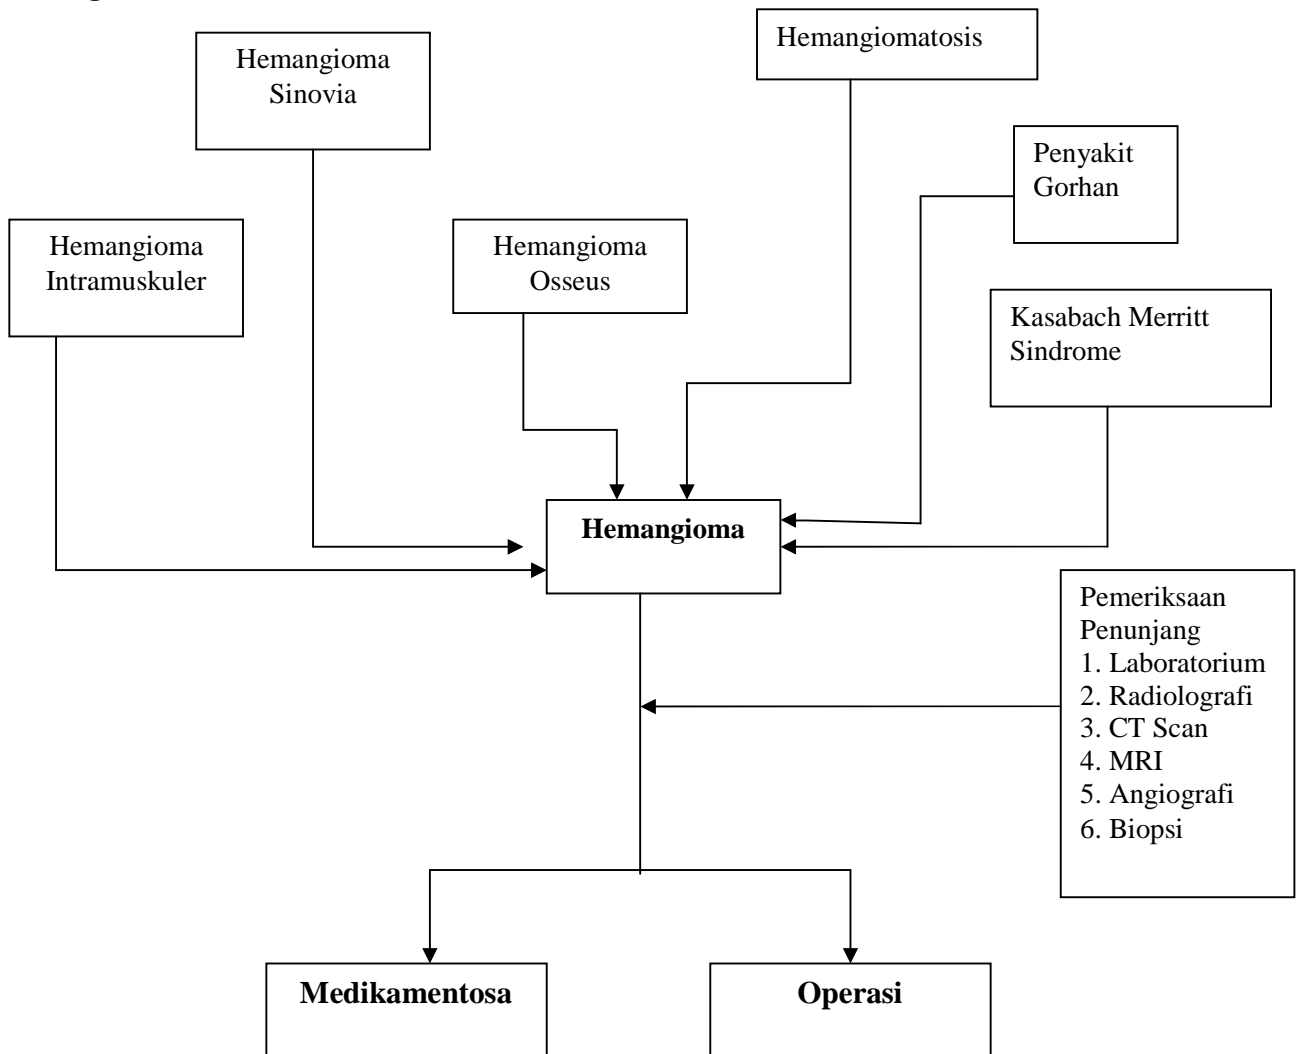 Hemangiomatosis
Hemangioma
Sinovia
Penyakit
Gorhan
Hemangioma
Intramuskuler
Hemangioma
Osseus
Kasabach Merritt
Sindrome
Hemangioma
Pemeriksaan
Penunjang
1. Laboratorium
2. Radiolografi
3. CT Scan
4. MRI
5. Angiografi
6. Biopsi
Medikamentosa
Operasi